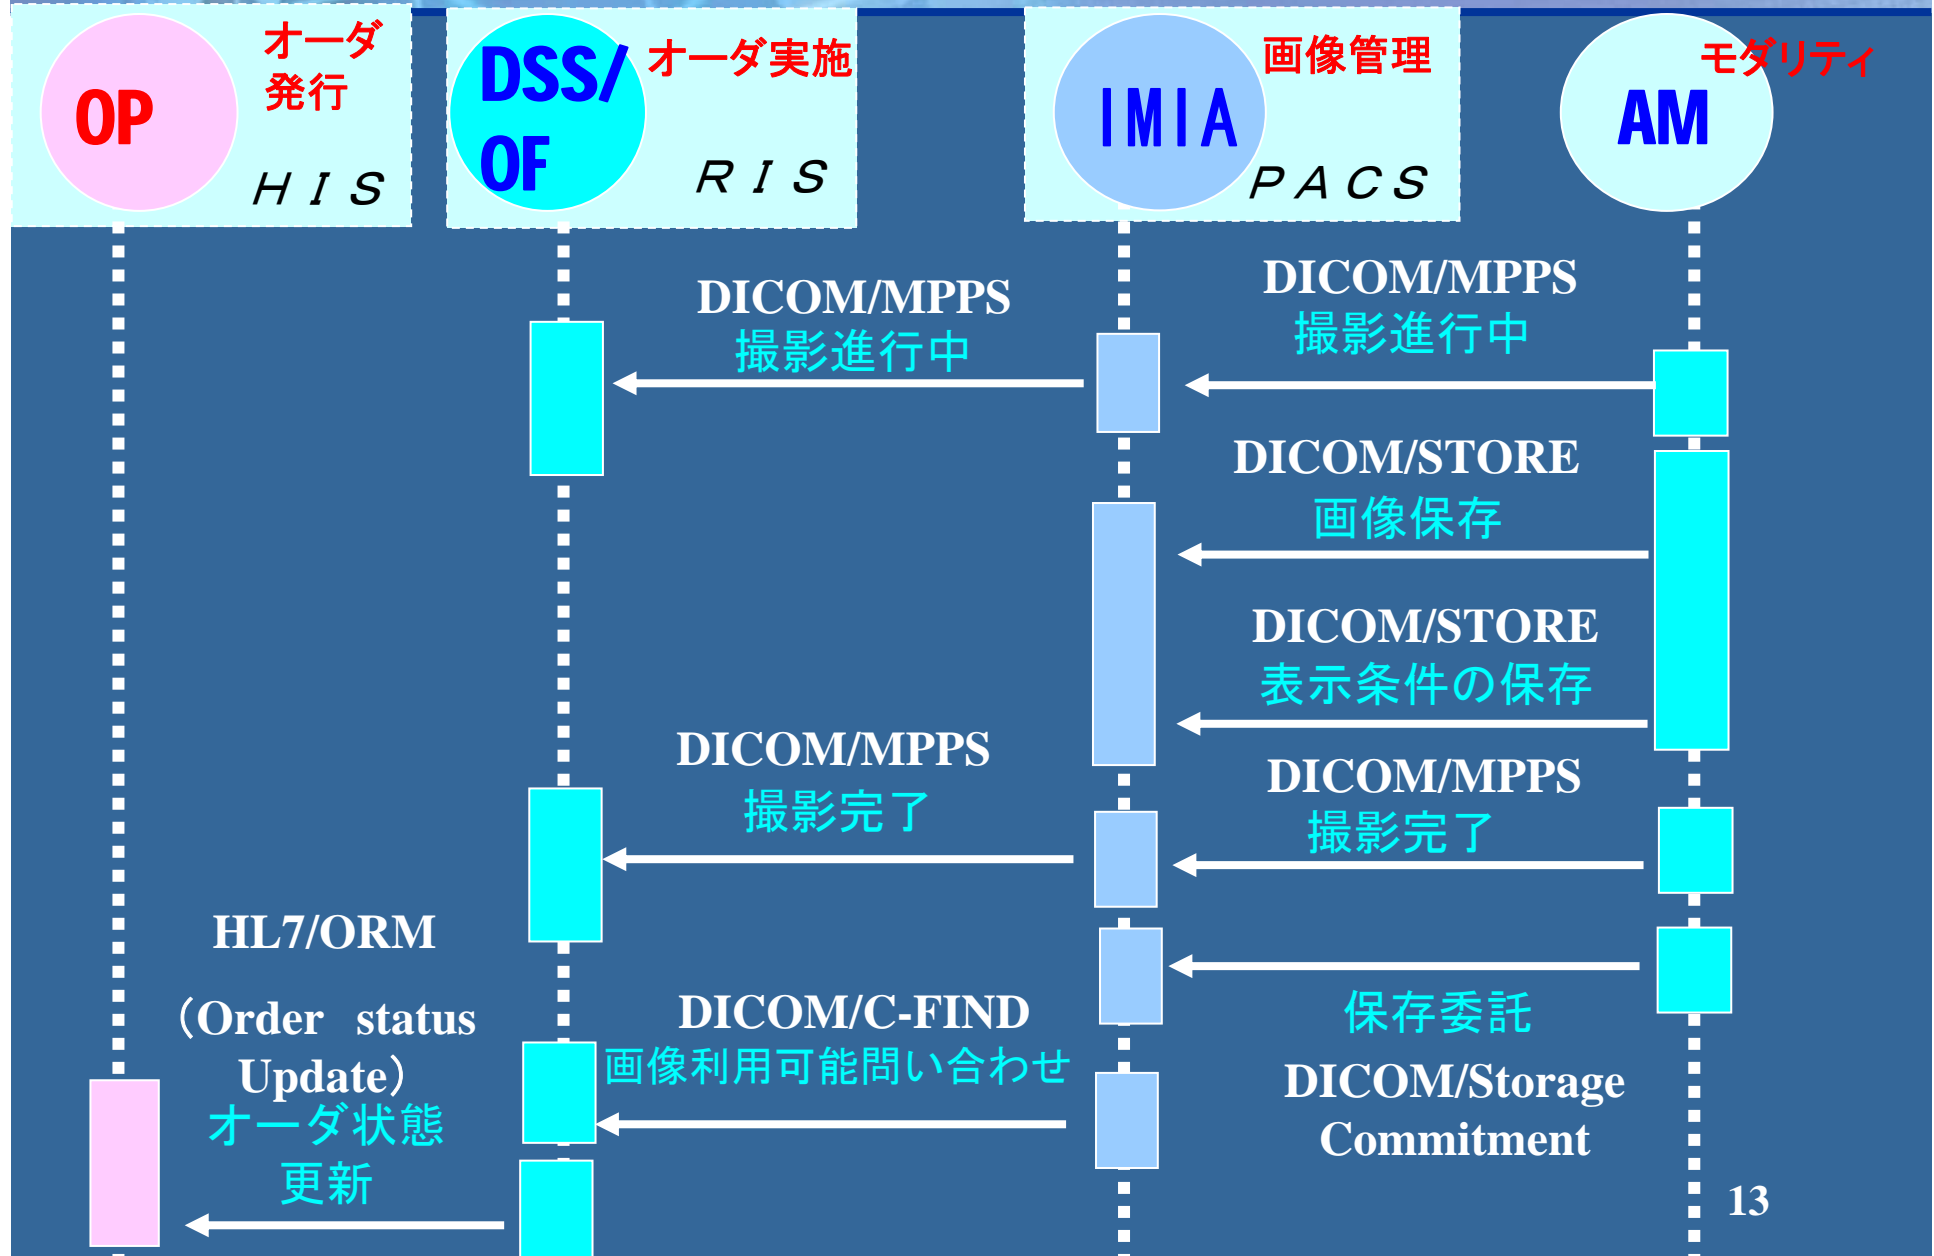 オーダ
発行
OP
ＨＩＳ
DSS/
OF
オーダ実施
ＲＩＳ
画像管理
ＩＭＩＡ
ＰＡＣＳ
モダリティ
AM
DICOM/MPPS
撮影進行中
DICOM/MPPS
撮影進行中
DICOM/STORE
画像保存
DICOM/STORE
表示条件の保存
DICOM/MPPS
撮影完了
DICOM/MPPS
撮影完了
HL7/ORM
（Order status
Update）
オーダ状態
更新
DICOM/C-FIND
画像利用可能問い合わせ
保存委託
DICOM/Storage
Commitment
13